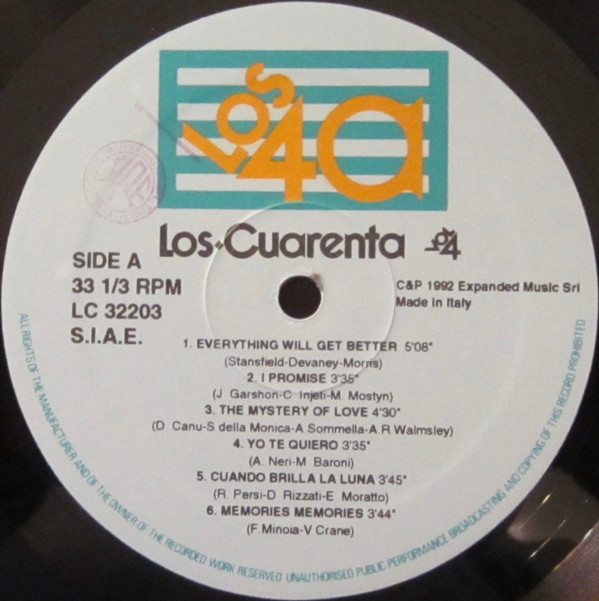 LOS
4a
Los Cuarenta
SIDE A
33 1/3 RPM
LC 32203
S.I.A.E.
C&P 1992 Expanded Music Srl
Made in Italy
1. EVERYTHING WILL GET BETTER 5'08"
(Stansfield-Devaney-Morris)
2. I PROMISE 3'35"
(J Garshon-C Injeti-M. Mostyn)
3. THE MYSTERY OF LOVE 4'30"
(D Canu-S della Monica-A Sommella-A.R Walmsley)
4. YO TE QUIERO 3'35"
(A. Neri-M Baroni)
5. CUANDO BRILLA LA LUNA 3'45"
(R. Persi-D Rizzati-E Moratto)
6. MEMORIES MEMORIES 3'44"
(F.Minoia-V Crane)
ALL RIGHTS OF THE MANUFACTURER AND OF THE OWNER OF THE RECORDED WORK RESERVED UNAUTHORISED PUBLIC PERFORMANCE BROADCASTING AND COPYING OF THIS RECORD PROHIBITED